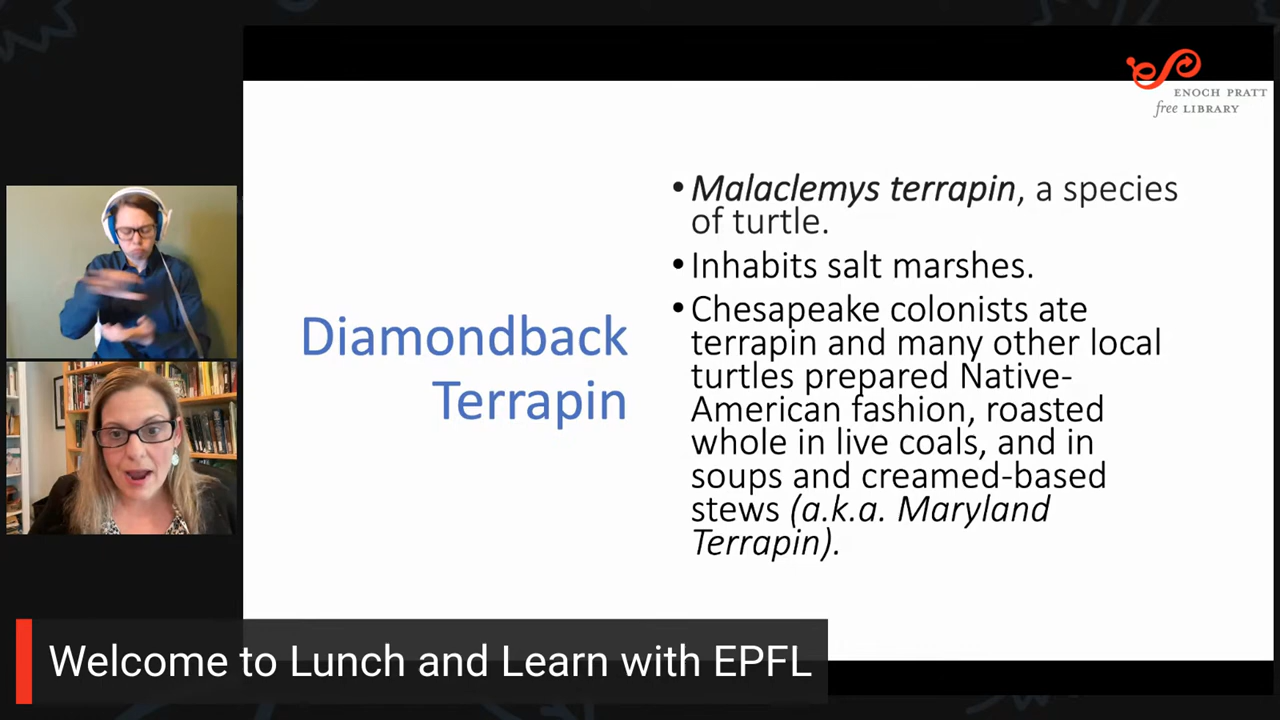 ENOCH PRATT
free LIBRARY
Diamondback
Terrapin
•Malaclemys terrapin, a species
of turtle.
•Inhabits salt marshes.
•Chesapeake colonists ate
terrapin and many other local
turtles prepared Native-
American fashion, roasted
whole in live coals, and in
soups and creamed-based
stews (a.k.a. Maryland
Terrapin).
Welcome to Lunch and Learn with EPFL